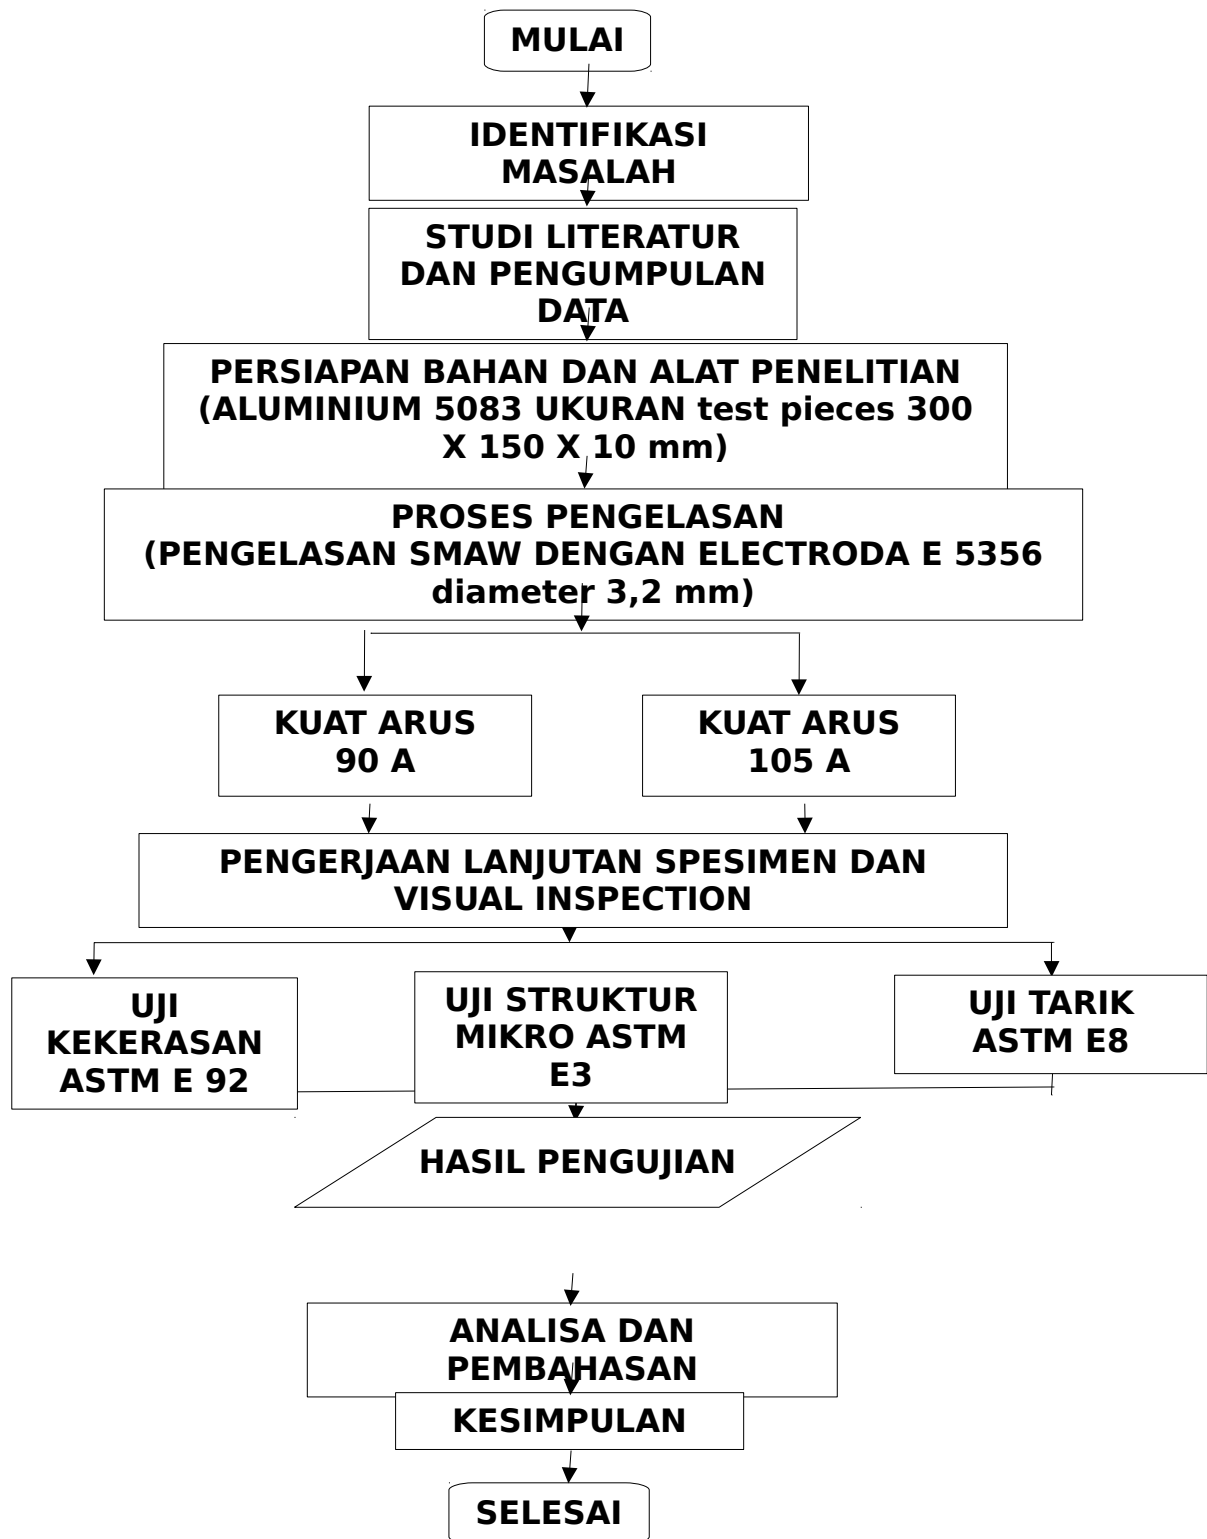 MULAI
IDENTIFIKASI
MASALAH
STUDI LITERATUR
DAN PENGUMPULAN
DATA
PERSIAPAN BAHAN DAN ALAT PENELITIAN
(ALUMINIUM 5083 UKURAN test pieces 300
X 150 X 10 mm)
PROSES PENGELASAN
(PENGELASAN SMAW DENGAN ELECTRODA E 5356
diameter 3,2 mm)
KUAT ARUS
90 A
KUAT ARUS
105 A
PENGERJAAN LANJUTAN SPESIMEN DAN
VISUAL INSPECTION
UJI
KEKERASAN
ASTM E 92
UJI STRUKTUR
MIKRO ASTM
E3
UJI TARIK
ASTM E8
HASIL PENGUJIAN
ANALISA DAN
PEMBAHASAN
KESIMPULAN
SELESAI